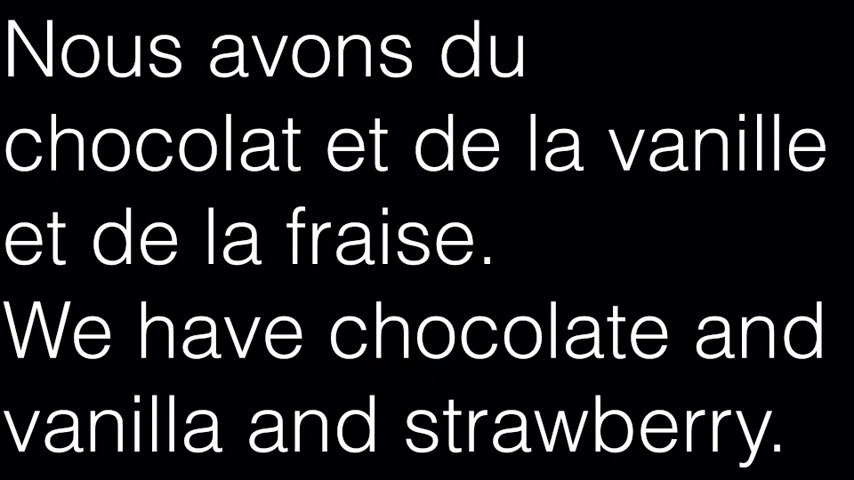 Nous avons du
chocolat et de la vanille
et de la fraise.
We have chocolate and
vanilla and strawberry.